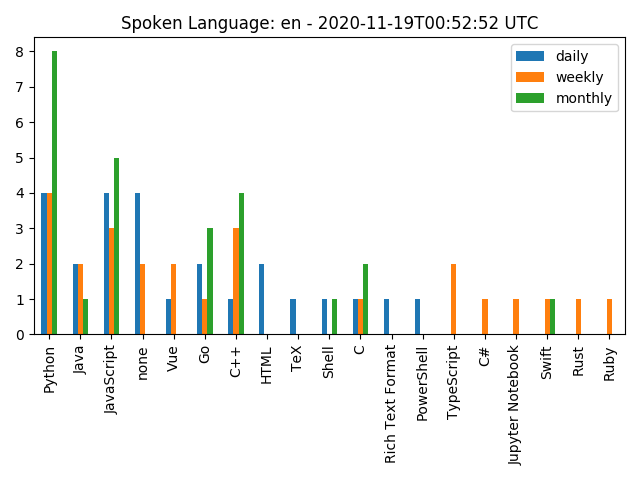 Spoken Language: en - 2020-11-19T00:52:52 UTC
daily
weekly
monthly
8
7
6
5
4
3
2
1
0
Python
Java
JavaScript
none
Vue
Go
C++
HTML
TeX
Shell
C
Rich Text Format
PowerShell
TypeScript
C#
Jupyter Notebook
Swift
Rust
Ruby